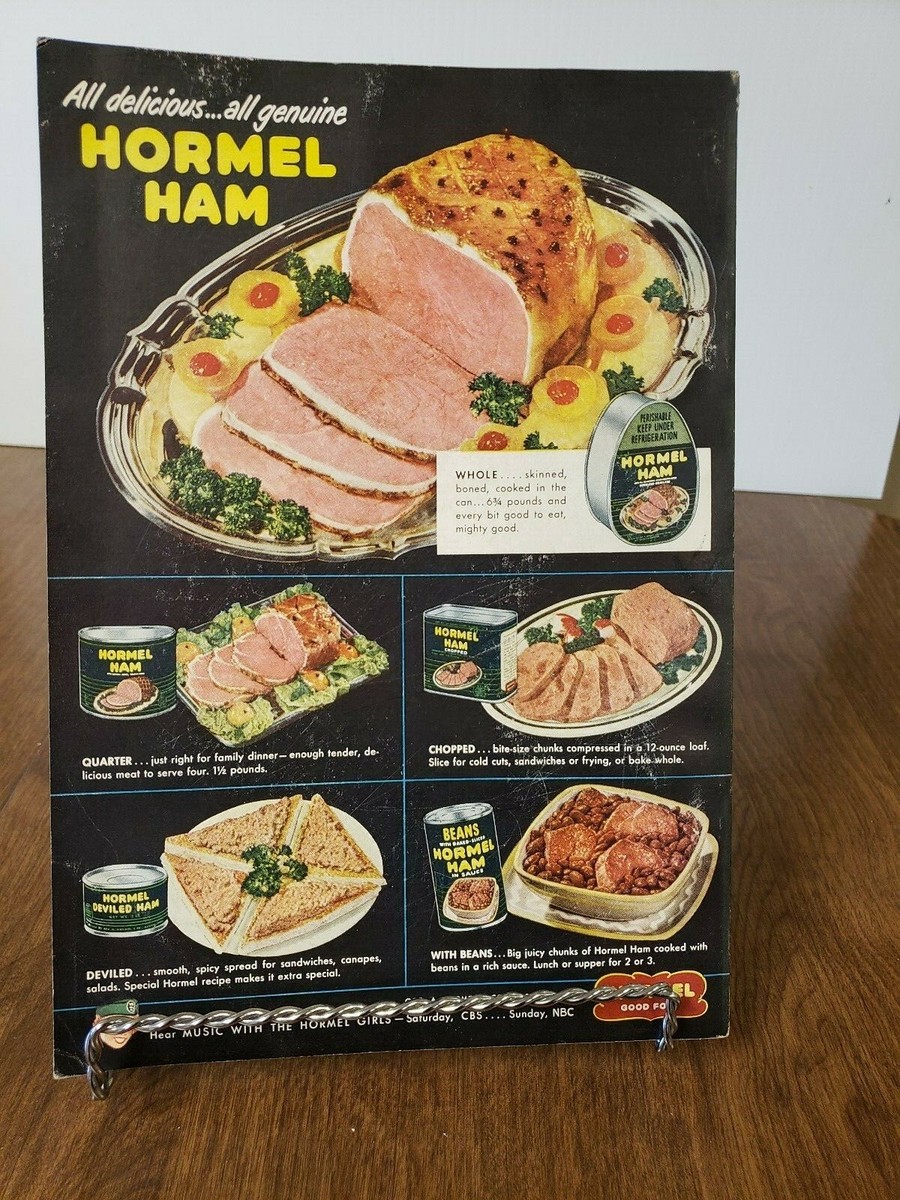 All delicious...all genuine
HORMEL
HAM
PERISHABLE
KEEP UNDER
REFRIGERATION
HORMEL
HAM
WHOLE....skinned,
boned, cooked in the
can...6¾ pounds and
every bit good to eat,
mighty good.
HORMEL
HAM
QUARTER...just right for family dinner—enough tender, de-
licious meat to serve four. 1½ pounds.
HORMEL
HAM
CHOPPED
CHOPPED...bite-size chunks compressed in a 12-ounce loaf.
Slice for cold cuts, sandwiches or frying, or bake whole.
HORMEL
DEVILED HAM
DEVILED...smooth, spicy spread for sandwiches, canapes,
salads. Special Hormel recipe makes it extra special.
BEANS
WITH BAKED-SLICED
HORMEL
HAM
IN SAUCE
WITH BEANS...Big juicy chunks of Hormel Ham cooked with
beans in a rich sauce. Lunch or supper for 2 or 3.
Hear MUSIC WITH THE HORMEL GIRLS—Saturday, CBS....Sunday, NBC
EL
GOOD FO